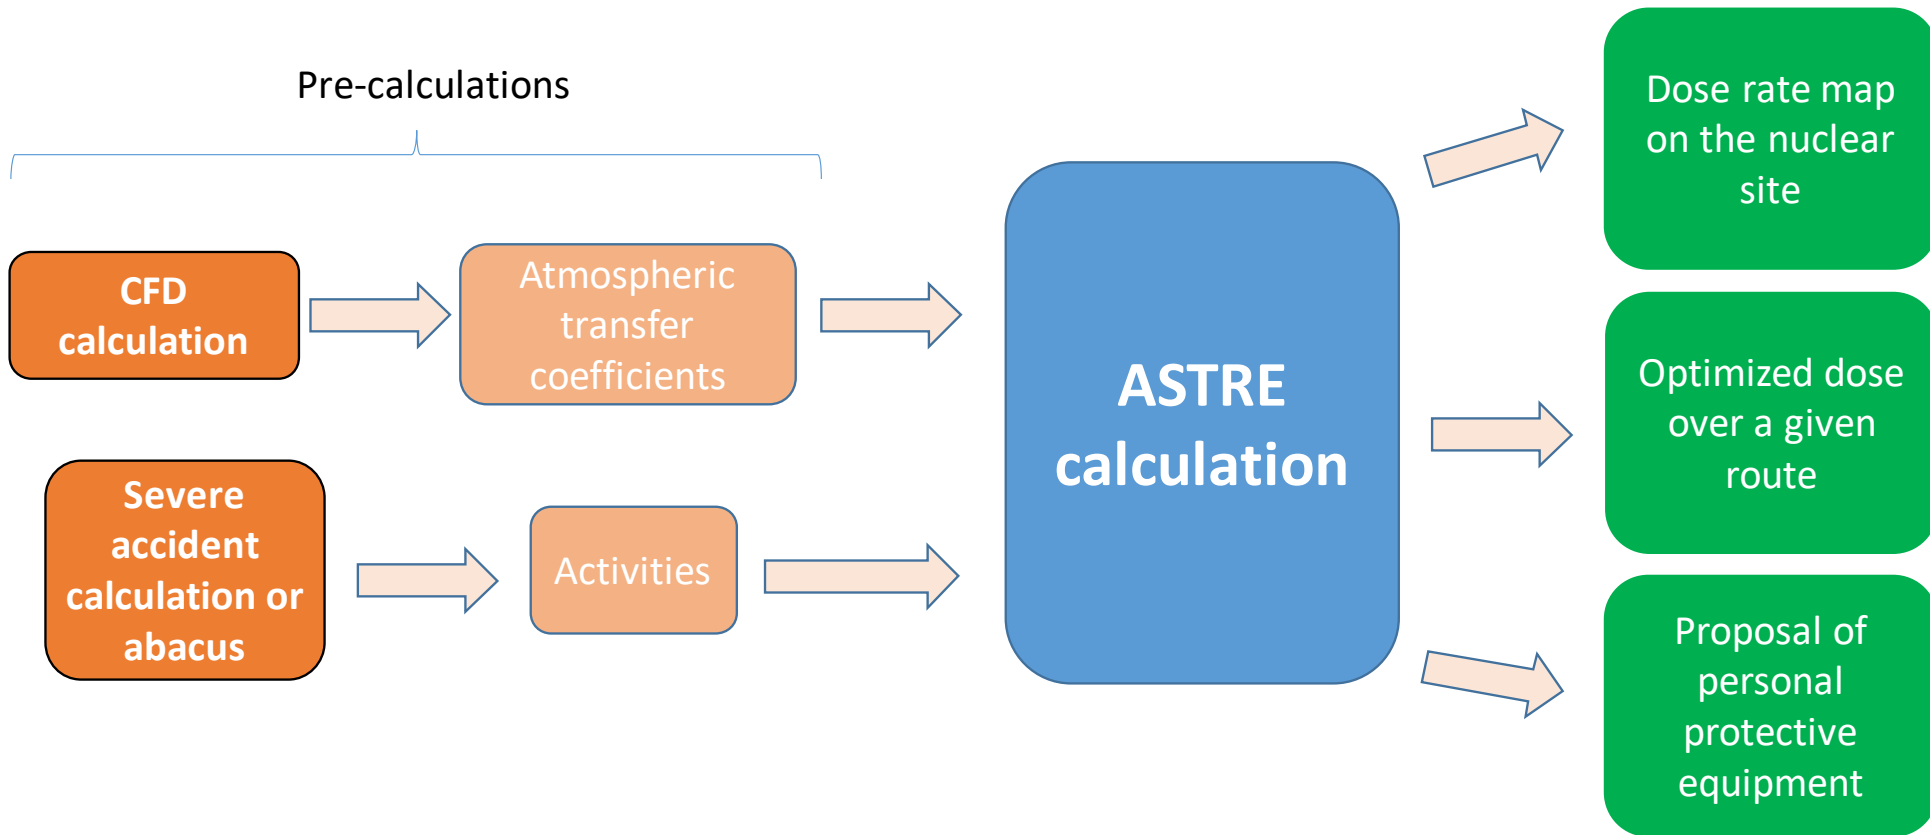 Pre-calculations
CFD
calculation
Atmospheric
transfer
coefficients
Severe
accident
calculation or
abacus
Activities
ASTRE
calculation
Dose rate map
on the nuclear
site
Optimized dose
over a given
route
Proposal of
personal
protective
equipment